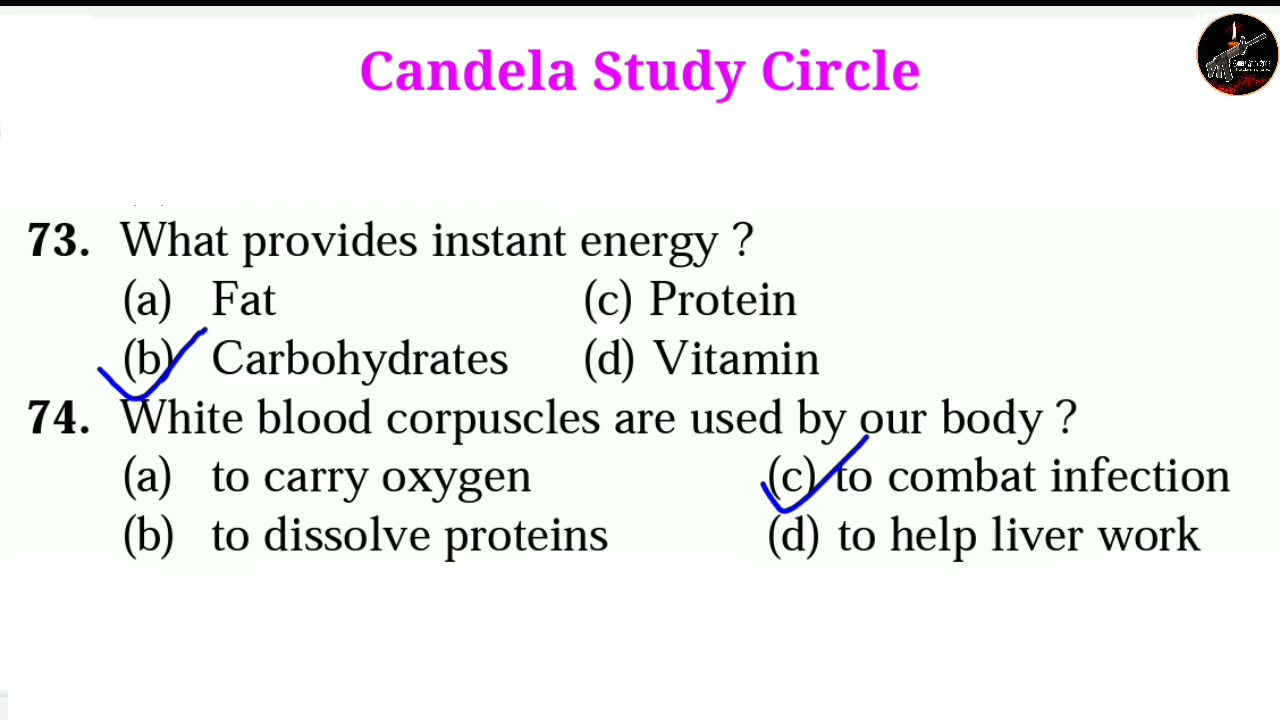 Candela Study Circle
73. What provides instant energy ?
(a) Fat (c) Protein
(b) Carbohydrates (d) Vitamin
74. White blood corpuscles are used by our body ?
(a) to carry oxygen (c) to combat infection
(b) to dissolve proteins (d) to help liver work